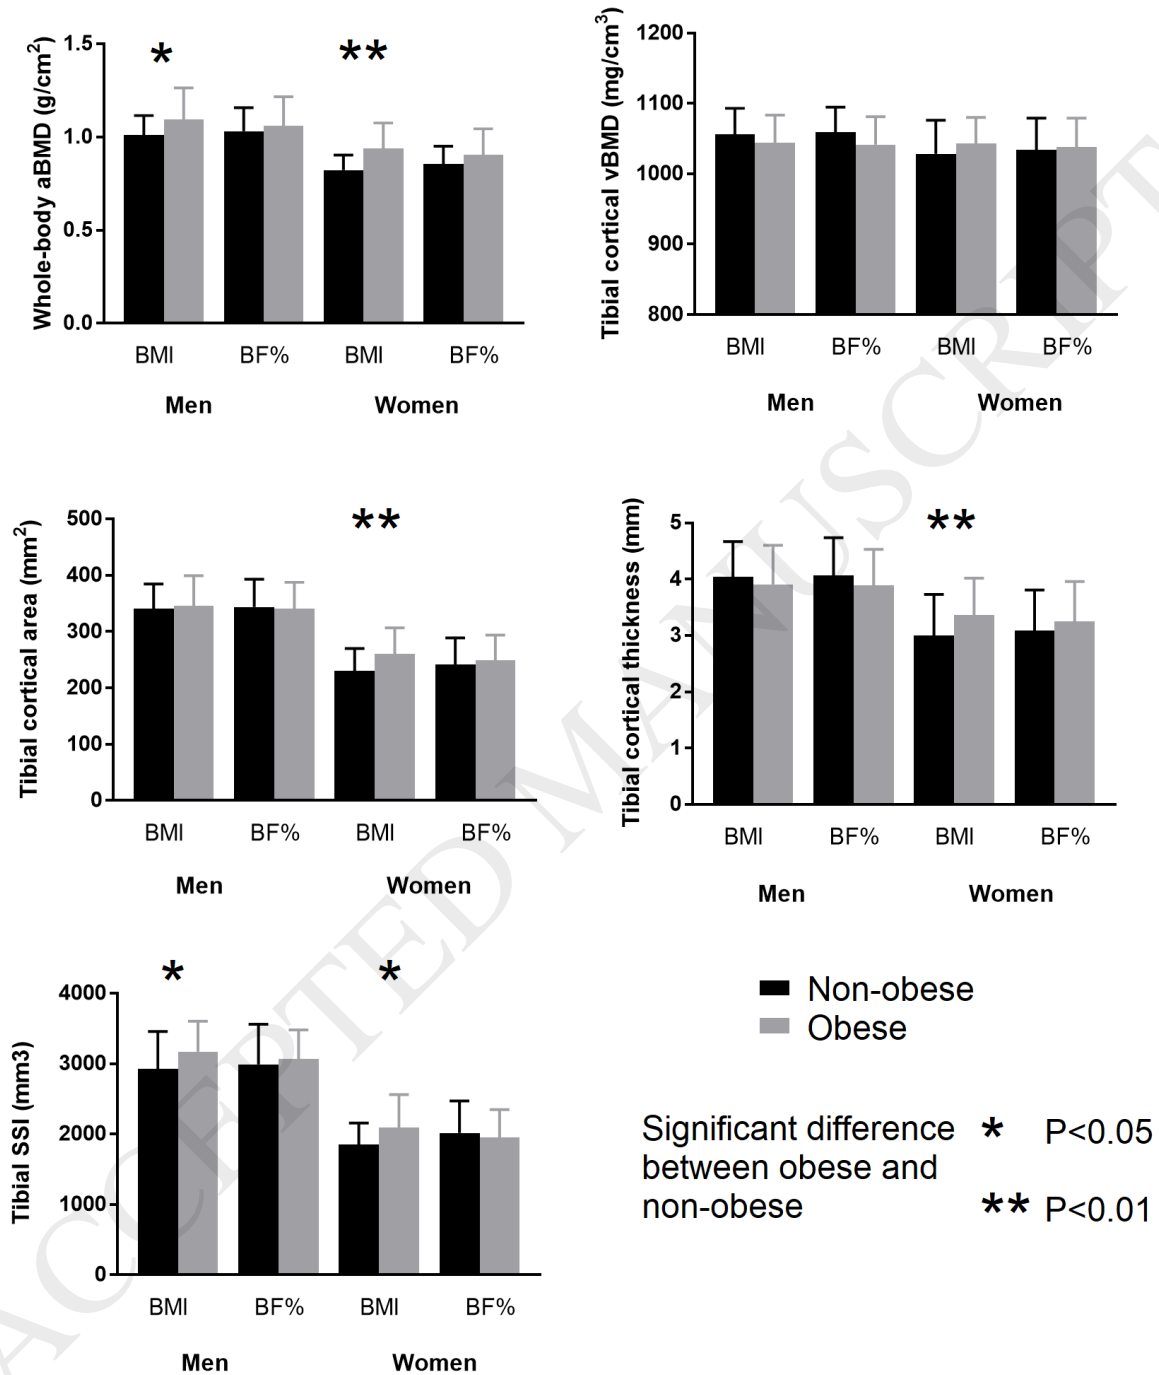 Whole-body aBMD (g/cm²)
1.5
1.0
0.5
0.0
*
**
BMI BF% BMI BF%
Men Women
Tibial cortical vBMD (mg/cm³)
1200
1100
1000
900
800
BMI BF% BMI BF%
Men Women
Tibial cortical area (mm²)
500
400
300
200
100
0
**
BMI BF% BMI BF%
Men Women
Tibial cortical thickness (mm)
5
4
3
2
1
0
**
BMI BF% BMI BF%
Men Women
Tibial SSI (mm3)
4000
3000
2000
1000
0
*
*
BMI BF% BMI BF%
Men Women
Non-obese
Obese
Significant difference * P<0.05
between obese and
non-obese ** P<0.01
ACCEPTED MANUSCRIPT